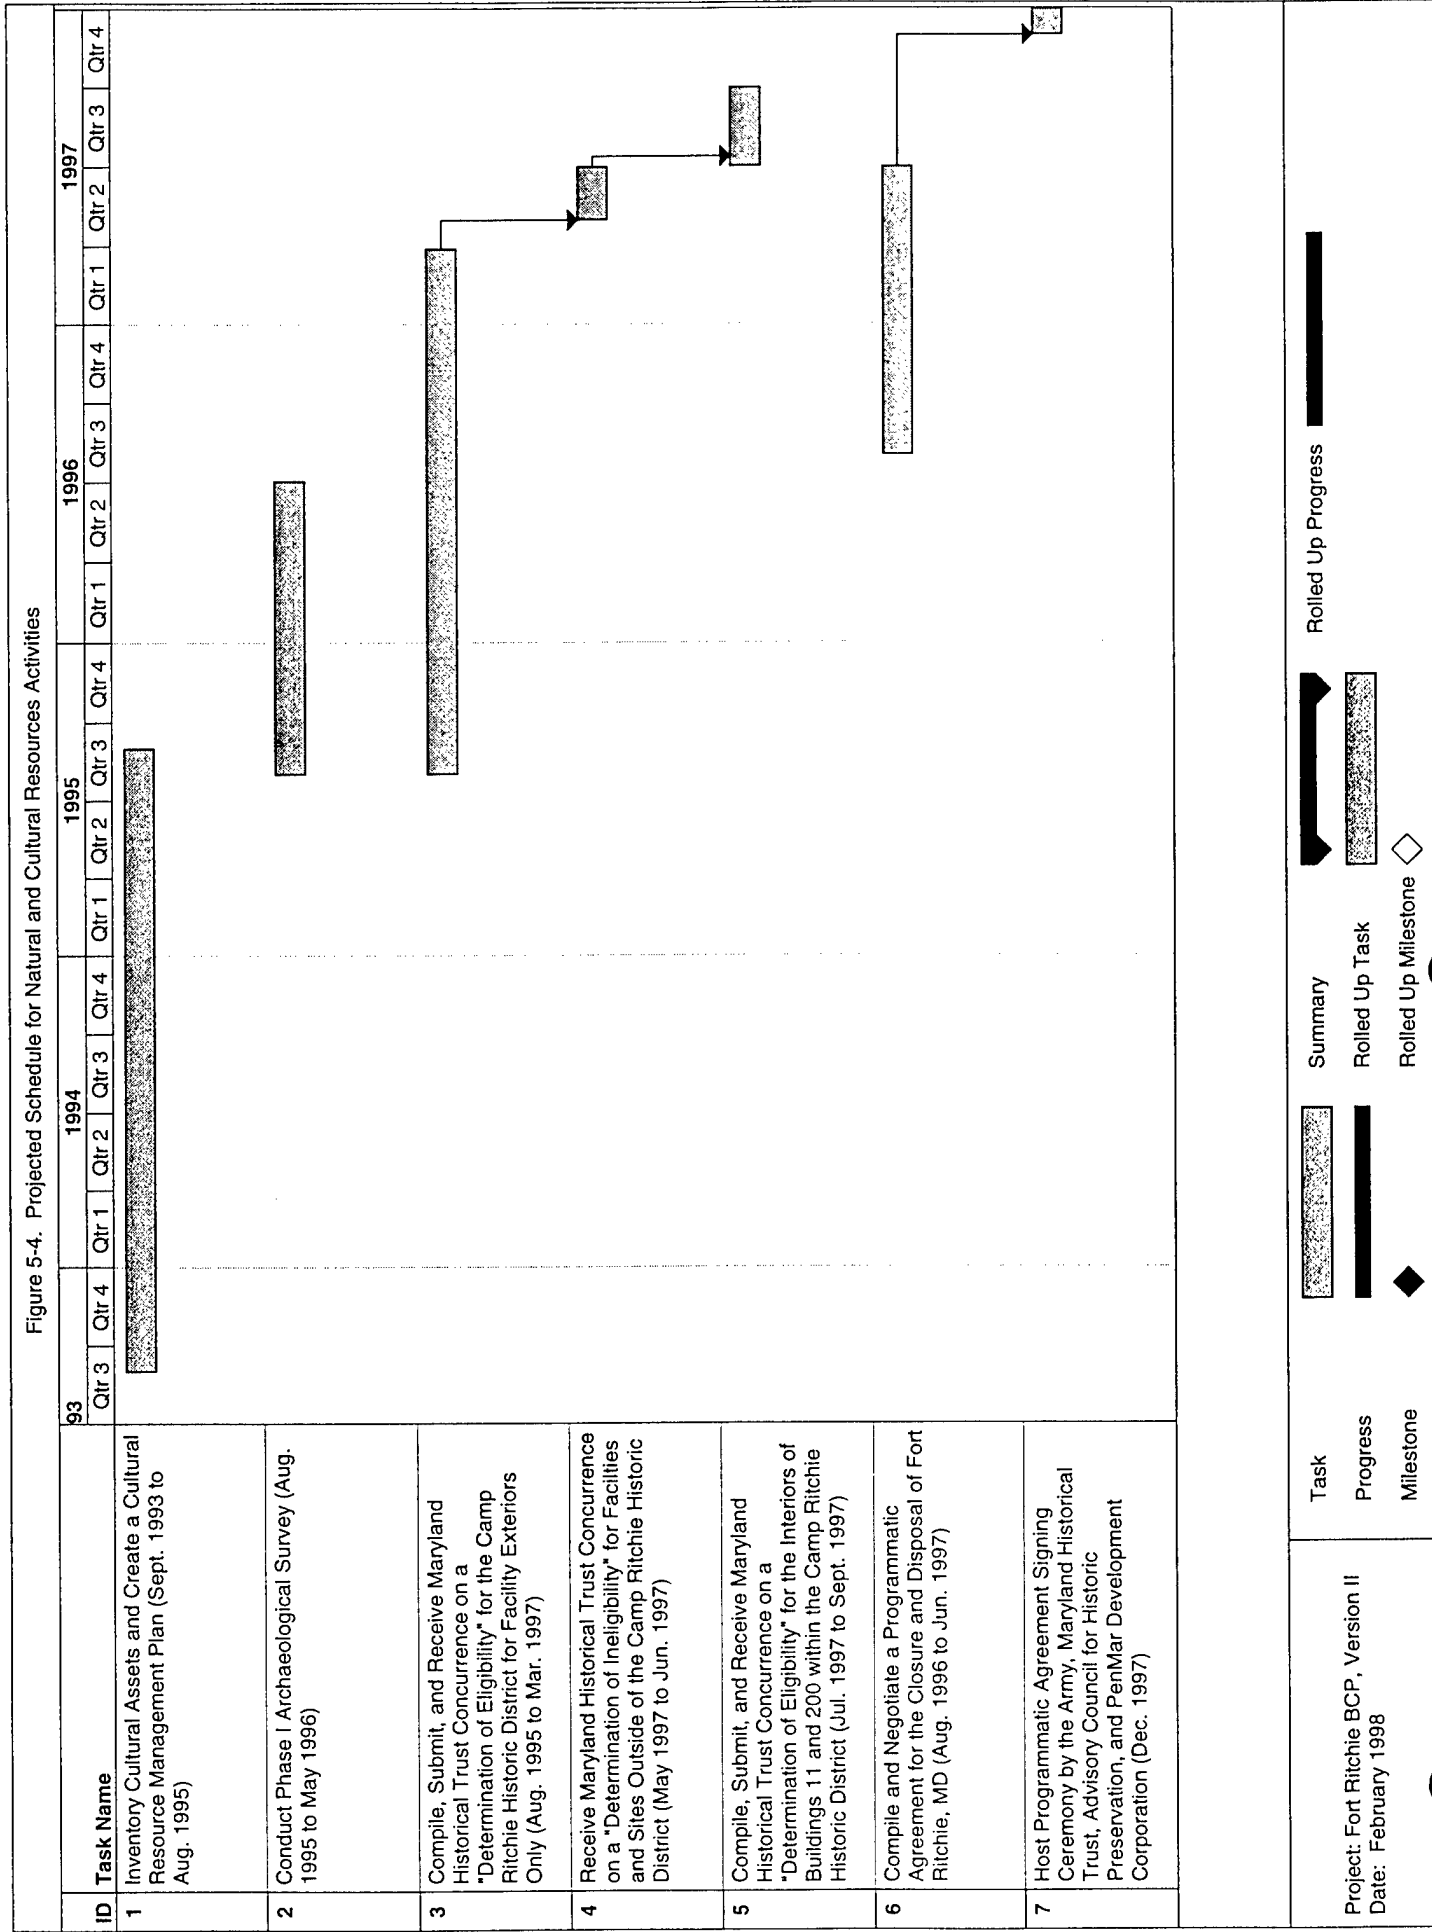 Figure 5-4. Projected Schedule for Natural and Cultural Resources Activities
93 1994 1995 1996 1997
ID Task Name Qtr 3 Qtr 4 Qtr 1 Qtr 2 Qtr 3 Qtr 4 Qtr 1 Qtr 2 Qtr 3 Qtr 4 Qtr 1 Qtr 2 Qtr 3 Qtr 4 Qtr 1 Qtr 2 Qtr 3 Qtr 4
1 Inventory Cultural Assets and Create a Cultural
Resource Management Plan (Sept. 1993 to
Aug. 1995)
2 Conduct Phase I Archaeological Survey (Aug.
1995 to May 1996)
3 Compile, Submit, and Receive Maryland
Historical Trust Concurrence on a
"Determination of Eligibility" for the Camp
Ritchie Historic District for Facility Exteriors
Only (Aug. 1995 to Mar. 1997)
4 Receive Maryland Historical Trust Concurrence
on a "Determination of Ineligibility" for Facilties
and Sites Outside of the Camp Ritchie Historic
District (May 1997 to Jun. 1997)
5 Compile, Submit, and Receive Maryland
Historical Trust Concurrence on a
"Determination of Eligibility" for the Interiors of
Buildings 11 and 200 within the Camp Ritchie
Historic District (Jul. 1997 to Sept. 1997)
6 Compile and Negotiate a Programmatic
Agreement for the Closure and Disposal of Fort
Ritchie, MD (Aug. 1996 to Jun. 1997)
7 Host Programmatic Agreement Signing
Ceremony by the Army, Maryland Historical
Trust, Advisory Council for Historic
Preservation, and PenMar Development
Corporation (Dec. 1997)
Project: Fort Ritchie BCP, Version II
Date: February 1998
Task Summary Rolled Up Progress
Progress Rolled Up Task
Milestone Rolled Up Milestone